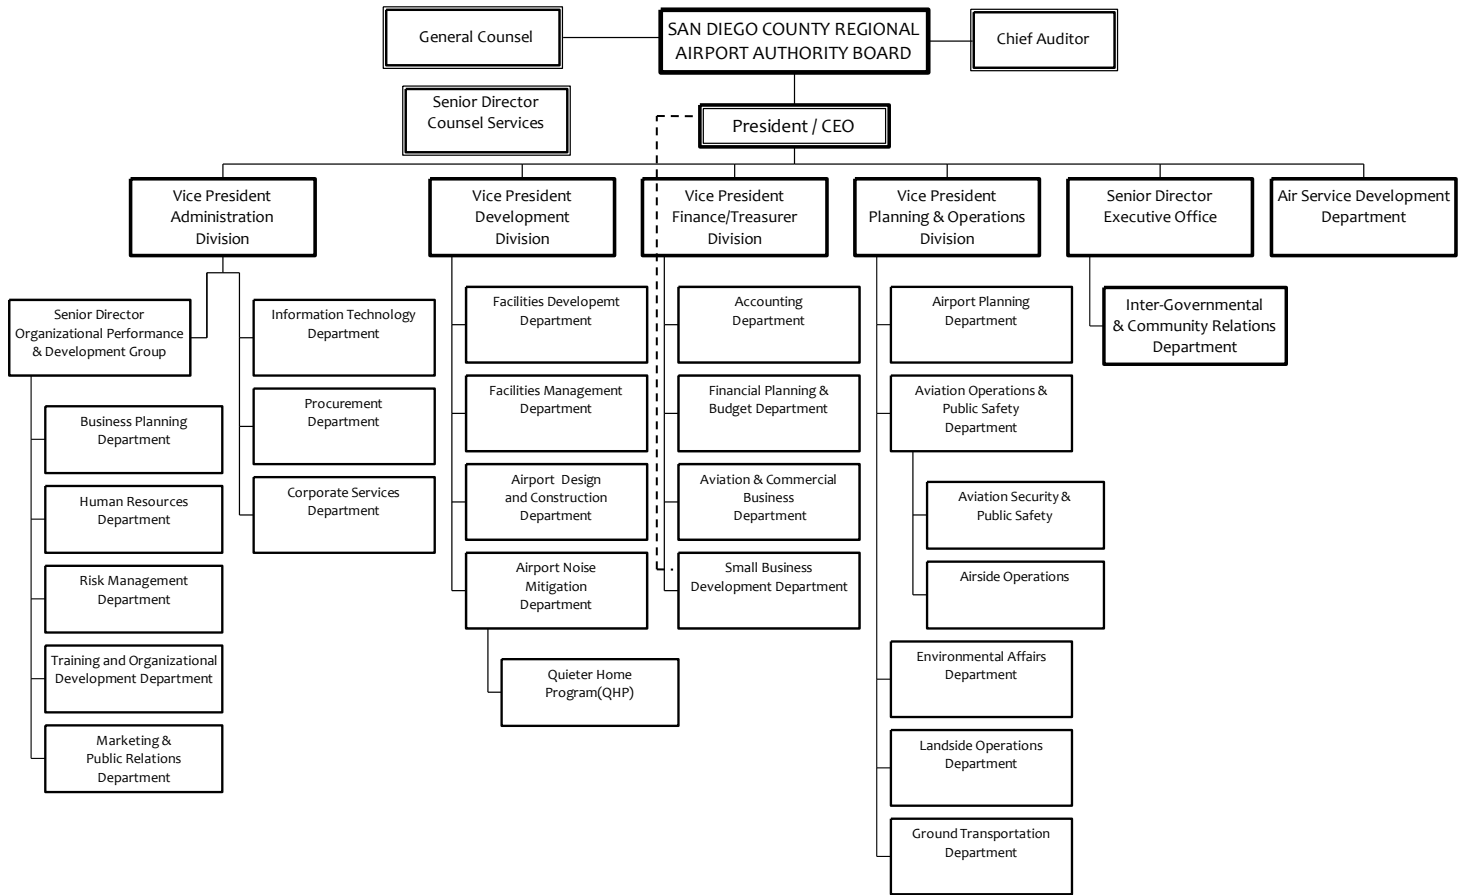 General Counsel
SAN DIEGO COUNTY REGIONAL
AIRPORT AUTHORITY BOARD
Chief Auditor
Senior Director
Counsel Services
President / CEO
Vice President
Administration
Division
Vice President
Development
Division
Vice President
Finance/Treasurer
Division
Vice President
Planning & Operations
Division
Senior Director
Executive Office
Air Service Development
Department
Senior Director
Organizational Performance
& Development Group
Business Planning
Department
Human Resources
Department
Risk Management
Department
Training and Organizational
Development Department
Marketing &
Public Relations
Department
Information Technology
Department
Procurement
Department
Corporate Services
Department
Facilities Developemt
Department
Facilities Management
Department
Airport Design
and Construction
Department
Airport Noise
Mitigation
Department
Quieter Home
Program(QHP)
Accounting
Department
Financial Planning &
Budget Department
Aviation & Commercial
Business
Department
Small Business
Development Department
Airport Planning
Department
Aviation Operations &
Public Safety
Department
Aviation Security &
Public Safety
Airside Operations
Environmental Affairs
Department
Landside Operations
Department
Ground Transportation
Department
Inter-Governmental
& Community Relations
Department